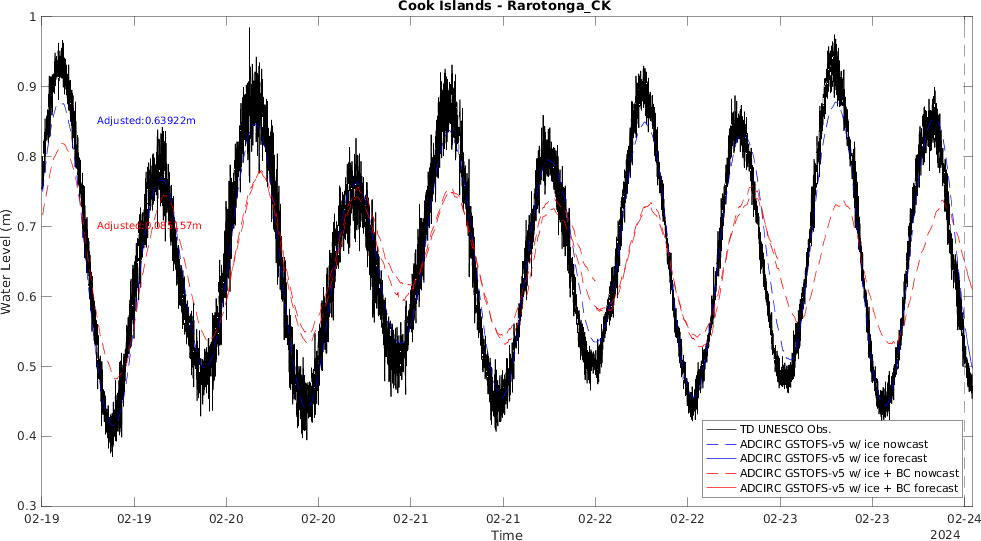 Cook Islands - Rarotonga_CK
1
0.9
0.8
0.7
0.6
0.5
0.4
0.3
Water Level (m)
Adjusted:0.63922m
Adjusted:0.085157m
TD UNESCO Obs.
ADCIRC GSTOFS-v5 w/ ice nowcast
ADCIRC GSTOFS-v5 w/ ice forecast
ADCIRC GSTOFS-v5 w/ ice + BC nowcast
ADCIRC GSTOFS-v5 w/ ice + BC forecast
02-19 02-19 02-20 02-20 02-21 02-21 02-22 02-22 02-23 02-23 02-24
2024
Time